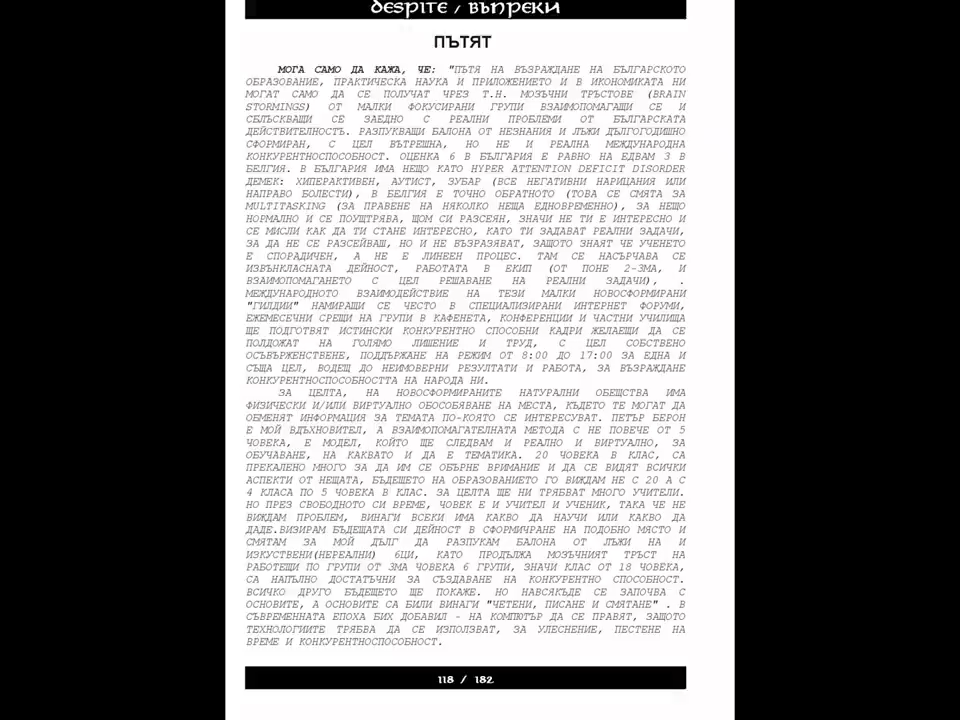 DESPITE / ВЪПРЕКИ
ПЪТЯТ
МОГА САМО ДА КАЖА, ЧЕ: "ПЪТЯ НА ВЪЗРАЖДАНЕ НА БЪЛГАРСКОТО
ОБРАЗОВАНИЕ, ПРАКТИЧЕСКА НАУКА И ПРИЛОЖЕНИЕТО И В ИКОНОМИКАТА НИ
МОГАТ САМО ДА СЕ ПОЛУЧАТ ЧРЕЗ Т.Н. МОЗЪЧНИ ТРЪСТОВЕ (BRAIN
STORMINGS) ОТ МАЛКИ ФОКУСИРАНИ ГРУПИ ВЗАИМОПОМАГАЩИ СЕ И
СБЛЪСКВАЩИ СЕ ЗАЕДНО С РЕАЛНИ ПРОБЛЕМИ ОТ БЪЛГАРСКАТА
ДЕЙСТВИТЕЛНОСТЪ. РАЗПУКВАЩИ БАЛОНА ОТ НЕЗНАНИЯ И ЛЪЖИ ДЪЛГОГОДИШНО
СФОРМИРАН, С ЦЕЛ ВЪТРЕШНА, НО НЕ И РЕАЛНА МЕЖДУНАРОДНА
КОНКУРЕНТНОСПОСОБНОСТ. ОЦЕНКА 6 В БЪЛГАРИЯ Е РАВНО НА ЕДВАМ 3 В
БЕЛГИЯ. В БЪЛГАРИЯ ИМА НЕЩО КАТО HYPER ATTENTION DEFICIT DISORDER
ДЕМЕК: ХИПЕРАКТИВЕН, АУТИСТ, ЗУБАР (ВСЕ НЕГАТИВНИ НАРИЦАНИЯ ИЛИ
НАПРАВО БОЛЕСТИ), В БЕЛГИЯ Е ТОЧНО ОБРАТНОТО (ТОВА СЕ СМЯТА ЗА
MULTITASKING (ЗА ПРАВЕНЕ НА НЯКОЛКО НЕЩА ЕДНОВРЕМЕННО), ЗА НЕЩО
НОРМАЛНО И СЕ ПОУЩТРЯВА, ЩОМ СИ РАЗСЕЯН, ЗНАЧИ НЕ ТИ Е ИНТЕРЕСНО И
СЕ МИСЛИ КАК ДА ТИ СТАНЕ ИНТЕРЕСНО, КАТО ТИ ЗАДАВАТ РЕАЛНИ ЗАДАЧИ,
ЗА ДА НЕ СЕ РАЗСЕЙВАШ, НО И НЕ ВЪЗРАЗЯВАТ, ЗАЩОТО ЗНАЯТ ЧЕ УЧЕНЕТО
Е СПОРАДИЧЕН, А НЕ Е ЛИНЕЕН ПРОЦЕС. ТАМ СЕ НАСЪРЧАВА СЕ
ИЗВЪНКЛАСНАТА ДЕЙНОСТ, РАБОТАТА В ЕКИП (ОТ ПОНЕ 2-3МА, И
ВЗАИМОПОМАГАНЕТО С ЦЕЛ РЕШАВАНЕ НА РЕАЛНИ ЗАДАЧИ), .
МЕЖДУНАРОДНОТО ВЗАИМОДЕЙСТВИЕ НА ТЕЗИ МАЛКИ НОВОСФОРМИРАНИ
"ГИЛДИИ" НАМИРАЩИ СЕ ЧЕСТО В СПЕЦИАЛИЗИРАНИ ИНТЕРНЕТ ФОРУМИ,
ЕЖЕМЕСЕЧНИ СРЕЩИ НА ГРУПИ В КАФЕНЕТА, КОНФЕРЕНЦИИ И ЧАСТНИ УЧИЛИЩА
ЩЕ ПОДГОТВЯТ ИСТИНСКИ КОНКУРЕНТНО СПОСОБНИ КАДРИ ЖЕЛАЕЩИ ДА СЕ
ПОЛДОЖАТ НА ГОЛЯМО ЛИШЕНИЕ И ТРУД, С ЦЕЛ СОБСТВЕНО
ОСЪВЪРЖЕНСТВЕНЕ, ПОДДЪРЖАНЕ НА РЕЖИМ ОТ 8:00 ДО 17:00 ЗА ЕДНА И
СЪЩА ЦЕЛ, ВОДЕЩ ДО НЕИМОВЕРНИ РЕЗУЛТАТИ И РАБОТА, ЗА ВЪЗРАЖДАНЕ
КОНКУРЕНТНОСПОСОБНОСТТА НА НАРОДА НИ.
ЗА ЦЕЛТА, НА НОВОСФОРМИРАНИТЕ НАТУРАЛНИ ОБЕЩСТВА ИМА
ФИЗИЧЕСКИ И/ИЛИ ВИРТУАЛНО ОБОСОБЯВАНЕ НА МЕСТА, КЪДЕТО ТЕ МОГАТ ДА
ОБМЕНЯТ ИНФОРМАЦИЯ ЗА ТЕМАТА ПО-КОЯТО СЕ ИНТЕРЕСУВАТ. ПЕТЪР БЕРОН
Е МОЙ ВДЪХНОВИТЕЛ, А ВЗАИМОПОМАГАТЕЛНАТА МЕТОДА С НЕ ПОВЕЧЕ ОТ 5
ЧОВЕКА, Е МОДЕЛ, КОЙТО ЩЕ СЛЕДВАМ И РЕАЛНО И ВИРТУАЛНО, ЗА
ОБУЧАВАНЕ, НА КАКВАТО И ДА Е ТЕМАТИКА. 20 ЧОВЕКА В КЛАС, СА
ПРЕКАЛЕНО МНОГО ЗА ДА ИМ СЕ ОБЪРНЕ ВРИМАНИЕ И ДА СЕ ВИДЯТ ВСИЧКИ
АСПЕКТИ ОТ НЕЩАТА, БЪДЕШЕТО НА ОБРАЗОВАНИЕТО ГО ВИЖДАМ НЕ С 20 А С
4 КЛАСА ПО 5 ЧОВЕКА В КЛАС. ЗА ЦЕЛТА ЩЕ НИ ТРЯБВАТ МНОГО УЧИТЕЛИ.
НО ПРЕЗ СВОБОДНОТО СИ ВРЕМЕ, ЧОВЕК Е И УЧИТЕЛ И УЧЕНИК, ТАКА ЧЕ НЕ
ВИЖДАМ ПРОБЛЕМ, ВИНАГИ ВСЕКИ ИМА КАКВО ДА НАУЧИ ИЛИ КАКВО ДА
ДАДЕ.ВИЗИРАМ БЪДЕЩАТА СИ ДЕЙНОСТ В СФОРМИЧРАНЕ НА ПОДОБНО МЯСТО И
СМЯТАМ ЗА МОЙ ДЪЛГ ДА РАЗПУКАМ БАЛОНА ОТ ЛЪЖИ НА И
ИЗКУСТВЕНИ(НЕРЕАЛНИ) 6ЦИ, КАТО ПРОДЪЛЖА МОЗЪЧНИЯТ ТРЪСТ НА
РАБОТЕЩИ ПО ГРУПИ ОТ 3МА ЧОВЕКА 6 ГРУПИ, ЗНАЧИ КЛАС ОТ 18 ЧОВЕКА,
СА НАПЪЛНО ДОСТАТЪЧНИ ЗА СЪЗДАВАНЕ НА КОНКУРЕНТНО СПОСОБНОСТ.
ВСИЧКО ДРУГО БЪДЕЩЕТО ЩЕ ПОКАЖЕ. НО НАВСЯКЪДЕ СЕ ЗАПОЧВА С
ОСНОВИТЕ, А ОСНОВИТЕ СА БИЛИ ВИНАГИ "ЧЕТЕНИ, ПИСАНЕ И СМЯТАНЕ" . В
СЪВРЕМЕННАТА ЕПОХА БИХ ДОБАВИЛ - НА КОМПЮТЪР ДА СЕ ПРАВЯТ, ЗАЩОТО
ТЕХНОЛОГИИТЕ ТРЯБВА ДА СЕ ИЗПОЛЗВАТ, ЗА УЛЕСНЕНИЕ, ПЕСТЕНЕ НА
ВРЕМЕ И КОНКУРЕНТНОСПОСОБНОСТ.
118 / 182